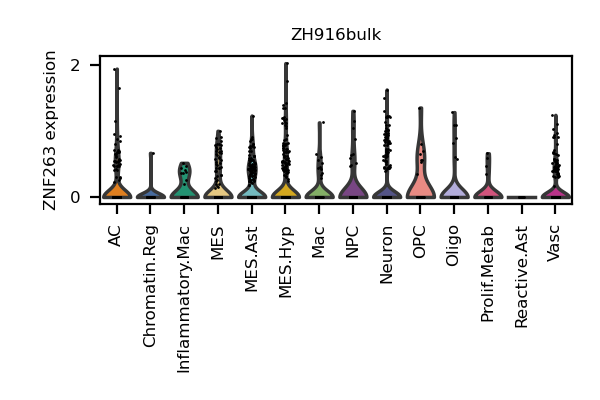 ZH916bulk
ZNF263 expression
2
0
AC
Chromatin.Reg
Inflammatory.Mac
MES
MES.Ast
MES.Hyp
Mac
NPC
Neuron
OPC
Oligo
Prolif.Metab
Reactive.Ast
Vasc